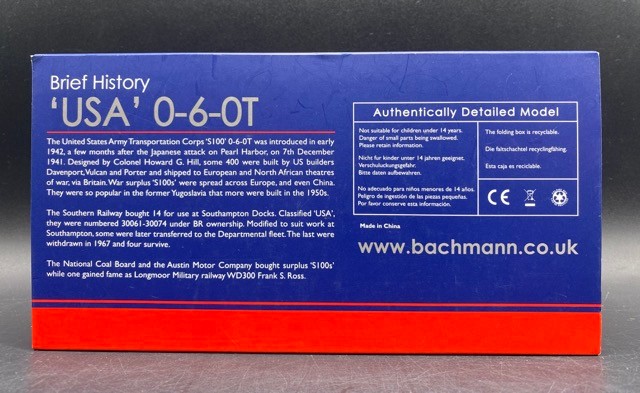 Brief History
‘USA’ 0-6-0T
The United States Army Transportation Corps ‘S100’ 0-6-0T was introduced in early
1942, a few months after the Japanese attack on Pearl Harbor, on 7th December
1941. Designed by Colonel Howard G. Hill, some 400 were built by US builders
Davenport, Vulcan and Porter and shipped to European and North African theatres
of war, via Britain. War surplus ‘S100s’ were spread across Europe, and even China.
They were so popular in the former Yugoslavia that more were built in the 1950s.
The Southern Railway bought 14 for use at Southampton Docks. Classified ‘USA’,
they were numbered 30061-30074 under BR ownership. Modified to suit work at
Southampton, some were later transferred to the Departmental fleet. The last were
withdrawn in 1967 and four survive.
The National Coal Board and the Austin Motor Company bought surplus ‘S100s’
while one gained fame as Longmoor Military railway WD300 Frank S. Ross.
Authentically Detailed Model
Not suitable for children under 14 years.
Danger of small parts being swallowed.
Please retain information.
Nicht fur kinder unter 14 jahren geeignet.
Verschuluckungsgefahr.
Bitte daten aufbewahren.
No adecuado para niños menores de 14 años.
Peligro de ingestión de las piezas pequeñas.
Por favor conserve esta información.
The folding box is recyclable.
Die faltschachtel recyclingfähing.
Esta caja es reciclable.
CE
Made in China
www.bachmann.co.uk